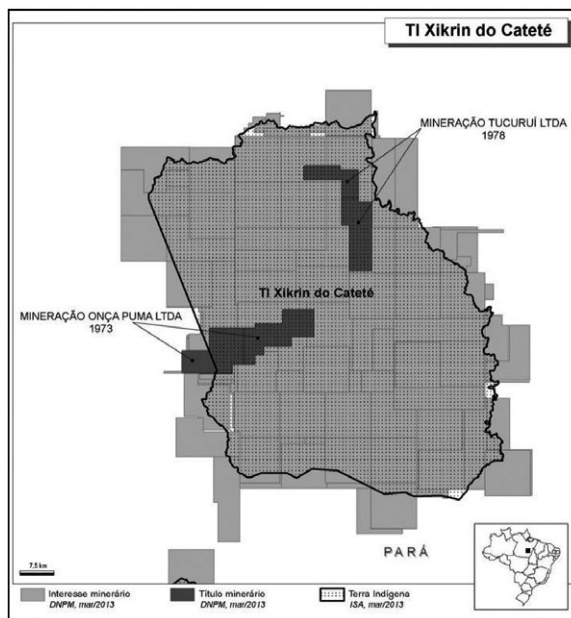 TI Xikrin do Cateté
MINERAÇÃO TUCURUÍ LTDA
1978
TI Xikrin do Cateté
MINERAÇÃO ONÇA PUMA LTDA
1973
PARÁ
7,5 km
Interesse minerário
DNPM, mar/2013
Título minerário
DNPM, mar/2013
Terra Indígena
ISA, mar/2013